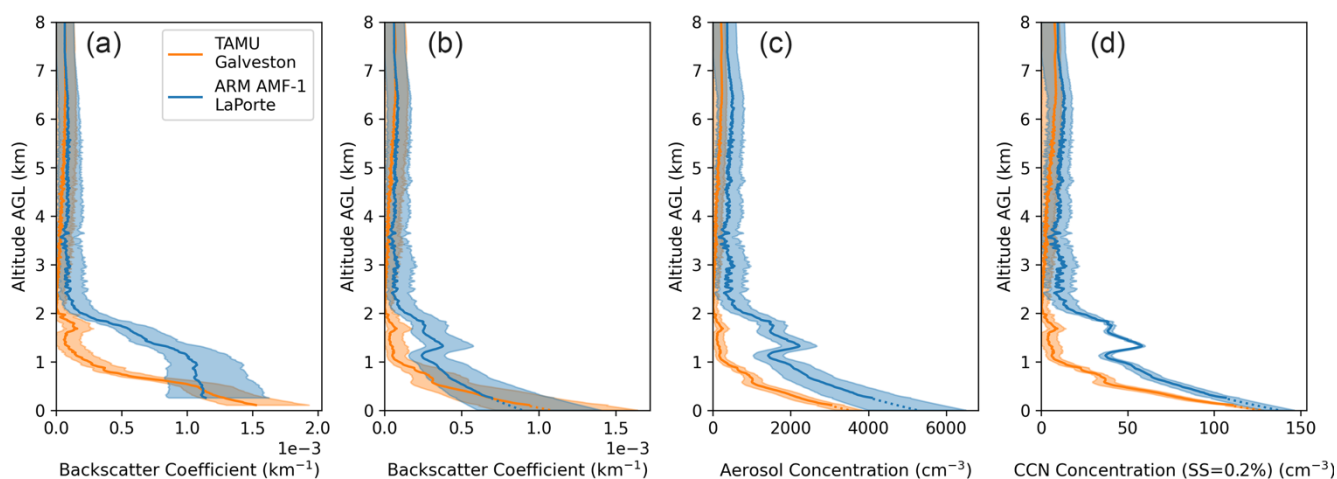 (a)
TAMU
Galveston
ARM AMF-1
LaPorte
Altitude AGL (km)
8
7
6
5
4
3
2
1
0
0.0
0.5
1.0
1.5
2.0
1e−3
Backscatter Coefficient (km⁻¹)
(b)
Altitude AGL (km)
8
7
6
5
4
3
2
1
0
0.0
0.5
1.0
1.5
1e−3
Backscatter Coefficient (km⁻¹)
(c)
Altitude AGL (km)
8
7
6
5
4
3
2
1
0
0
2000
4000
6000
Aerosol Concentration (cm⁻³)
(d)
Altitude AGL (km)
8
7
6
5
4
3
2
1
0
0
50
100
150
CCN Concentration (SS=0.2%) (cm⁻³)